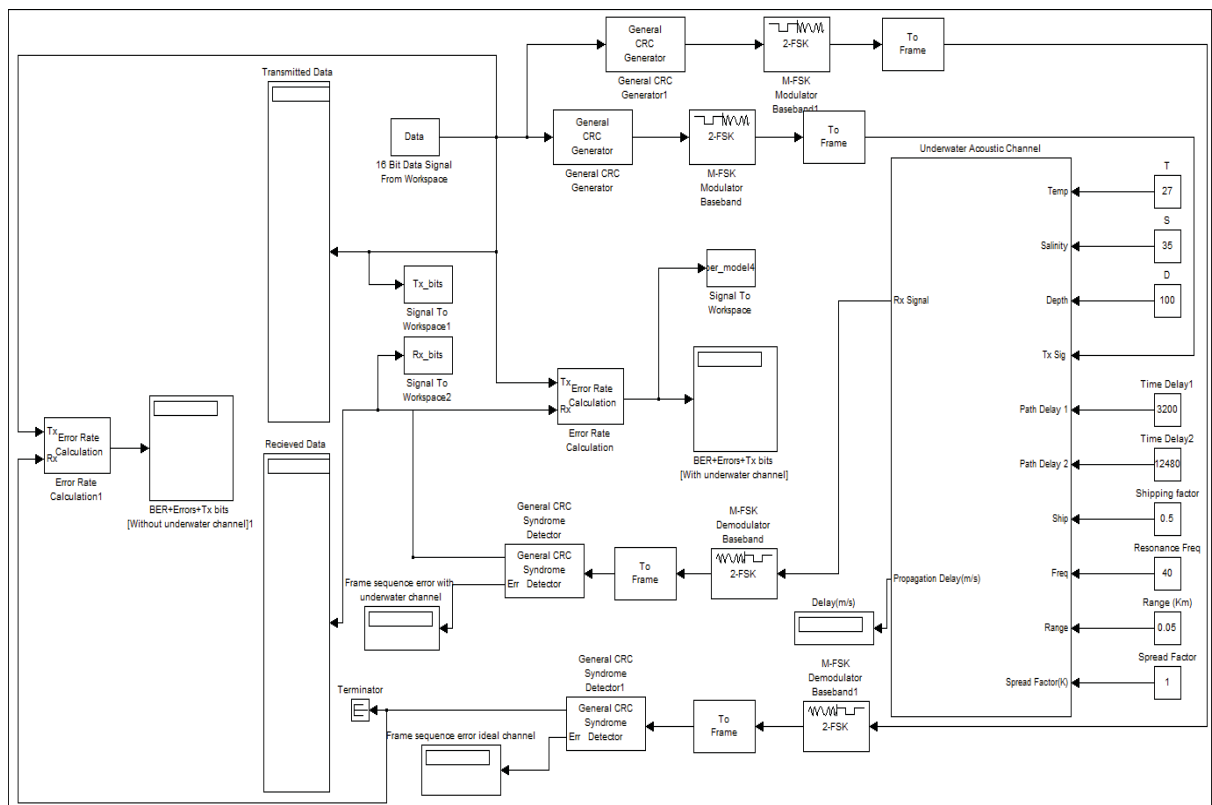 General
CRC
Generator
General CRC
Generator1
2-FSK
M-FSK
Modulator
Baseband1
To
Frame
Transmitted Data
Data
16 Bit Data Signal
From Workspace
General
CRC
Generator
General CRC
Generator
2-FSK
M-FSK
Modulator
Baseband
To
Frame
Underwater Acoustic Channel
Temp
Salinity
Depth
Rx Signal
Tx Sig
Path Delay 1
Path Delay 2
Ship
Freq
Propagation Delay(m/s)
Range
Spread Factor(K)
T
27
S
35
D
100
Time Delay1
3200
Time Delay2
12480
Shipping factor
0.5
Resonance Freq
40
Range (Km)
0.05
Spread Factor
1
Tx_bits
Signal To
Workspace1
Rx_bits
Signal To
Workspace2
ber_model4
Signal To
Workspace
Tx
Rx
Error Rate
Calculation
Error Rate
Calculation
BER+Errors+Tx bits
[With underwater channel]
Tx
Rx
Error Rate
Calculation
Error Rate
Calculation1
BER+Errors+Tx bits
[Without underwater channel]1
Recieved Data
General CRC
Syndrome
Detector
General CRC
Syndrome
Err Detector
To
Frame
M-FSK
Demodulator
Baseband
2-FSK
Frame sequence error with
underwater channel
Delay(m/s)
General CRC
Syndrome
Detector1
General CRC
Syndrome
Err Detector
To
Frame
M-FSK
Demodulator
Baseband1
2-FSK
Terminator
Frame sequence error ideal channel